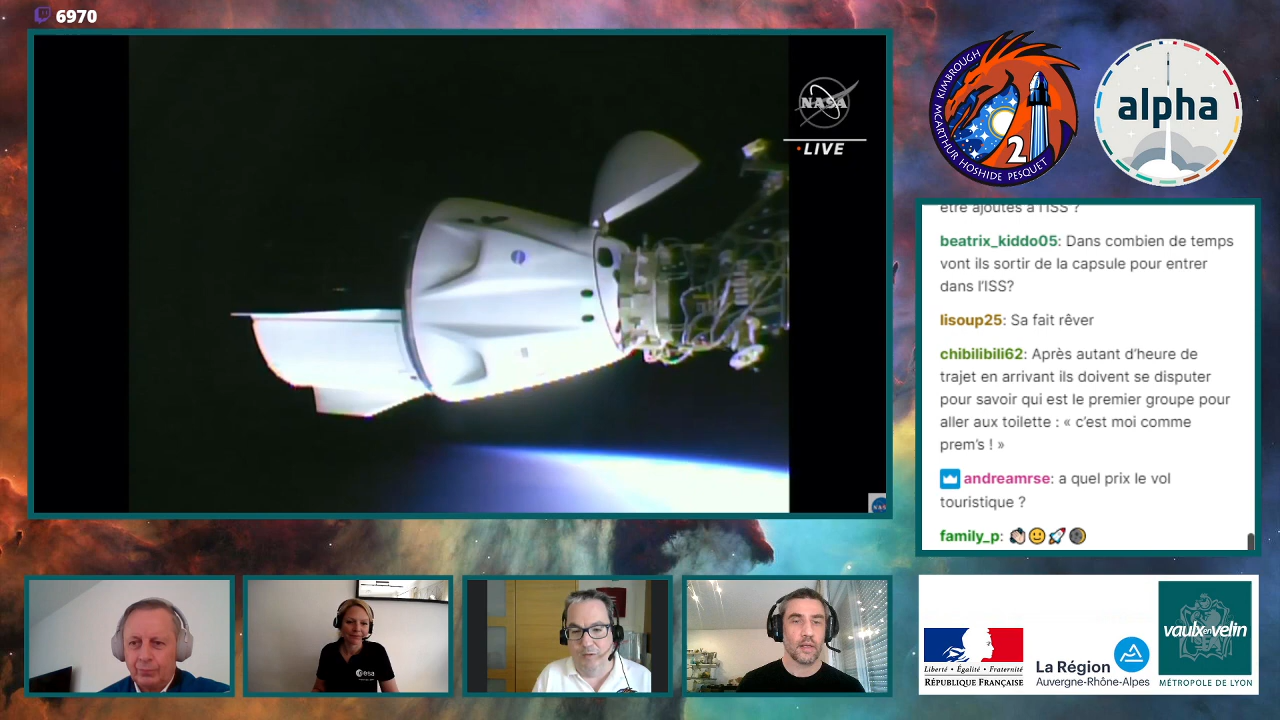 6970
NASA
LIVE
MCARTHUR KIMBROUGH
HOSHIDE PESQUET
2
alpha
être ajoutés à l'ISS ?
beatrix_kiddo05: Dans combien de temps
vont ils sortir de la capsule pour entrer
dans l'ISS?
lisoup25: Sa fait rêver
chibilibili62: Après autant d'heure de
trajet en arrivant ils doivent se disputer
pour savoir qui est le premier groupe pour
aller aux toilette : « c'est moi comme
prem's ! »
andreamrse: a quel prix le vol
touristique ?
family_p:
esa
Liberté • Égalité • Fraternité
RÉPUBLIQUE FRANÇAISE
La Région
Auvergne-Rhône-Alpes
vaulx en velin
MÉTROPOLE DE LYON